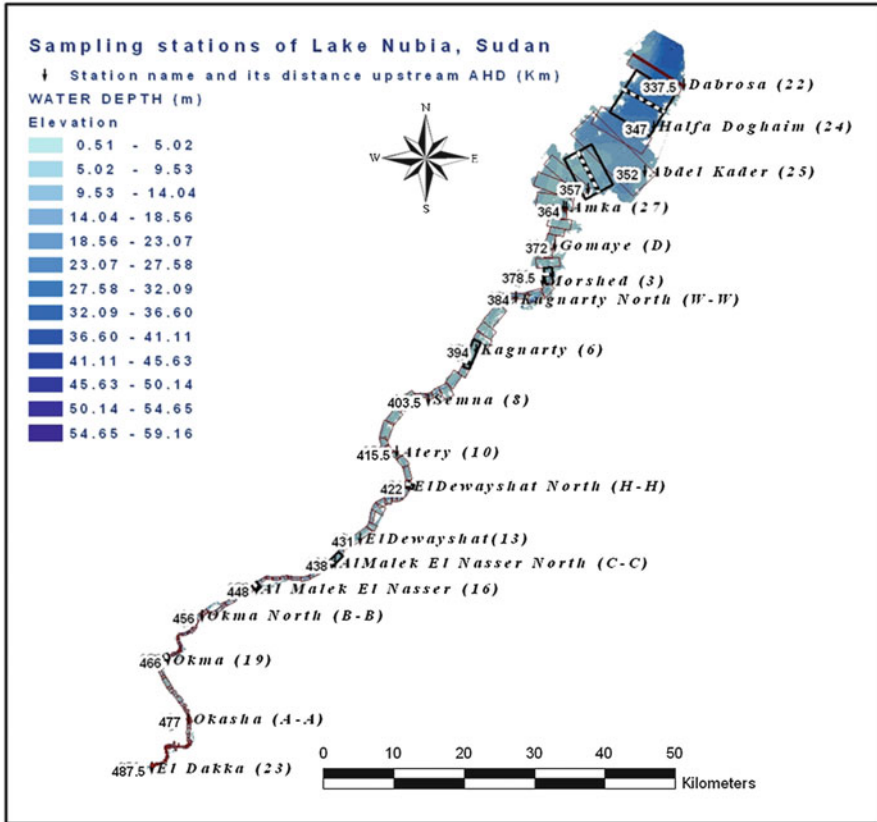 Sampling stations of Lake Nubia, Sudan
Station name and its distance upstream AHD (Km)
WATER DEPTH (m)
Elevation
0.51 - 5.02
5.02 - 9.53
9.53 - 14.04
14.04 - 18.56
18.56 - 23.07
23.07 - 27.58
27.58 - 32.09
32.09 - 36.60
36.60 - 41.11
41.11 - 45.63
45.63 - 50.14
50.14 - 54.65
54.65 - 59.16
N
W E
S
337.5 Dabrosa (22)
347 Halfa Doghaim (24)
352 Abdel Kader (25)
357
364 Amka (27)
372 Gomaye (D)
378.5 Morshed (3)
384 Kagnarty North (W-W)
394 Kagnarty (6)
403.5 Semna (8)
415.5 Atery (10)
422 ElDewayshat North (H-H)
431 ElDewayshat(13)
438 AlMalek El Nasser North (C-C)
448 Al Malek El Nasser (16)
456 Okma North (B-B)
466 Okma (19)
477 Okasha (A-A)
487.5 El Dakka (23)
0 10 20 30 40 50
Kilometers